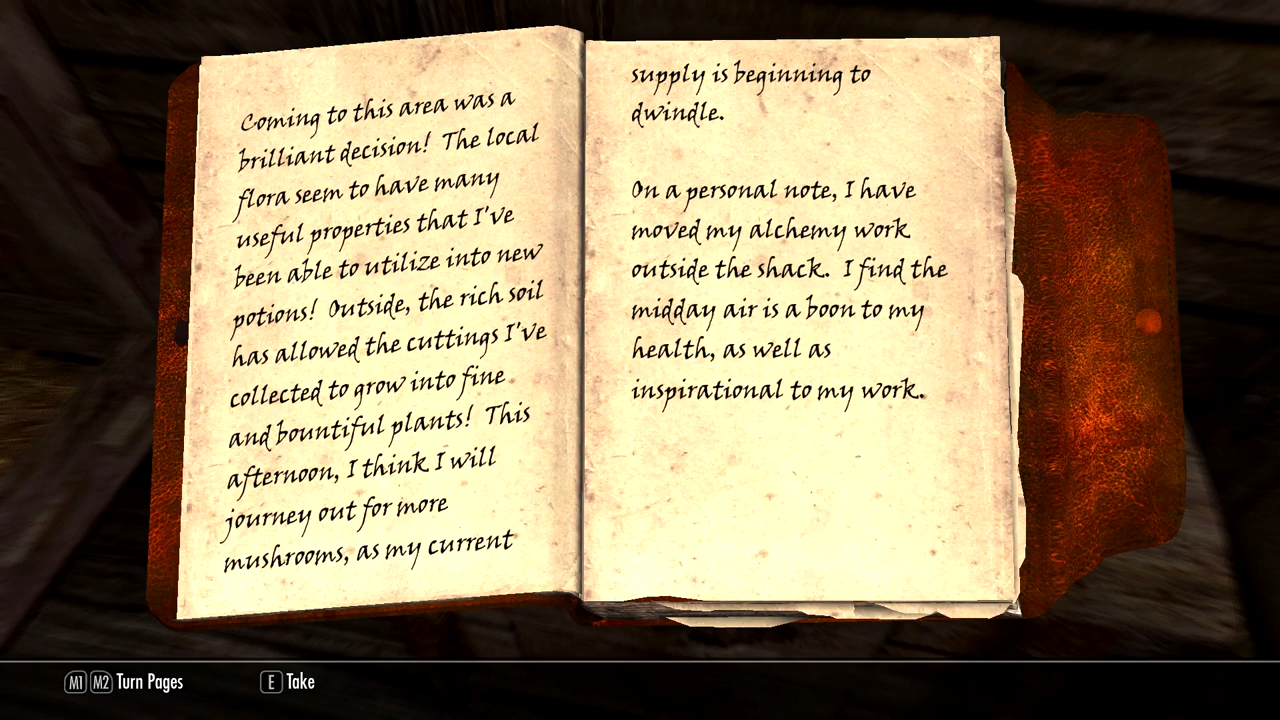 Coming to this area was a
brilliant decision! The local
flora seem to have many
useful properties that I've
been able to utilize into new
potions! Outside, the rich soil
has allowed the cuttings I've
collected to grow into fine
and bountiful plants! This
afternoon, I think I will
journey out for more
mushrooms, as my current
supply is beginning to
dwindle.
On a personal note, I have
moved my alchemy work
outside the shack. I find the
midday air is a boon to my
health, as well as
inspirational to my work.
M1 M2 Turn Pages E Take